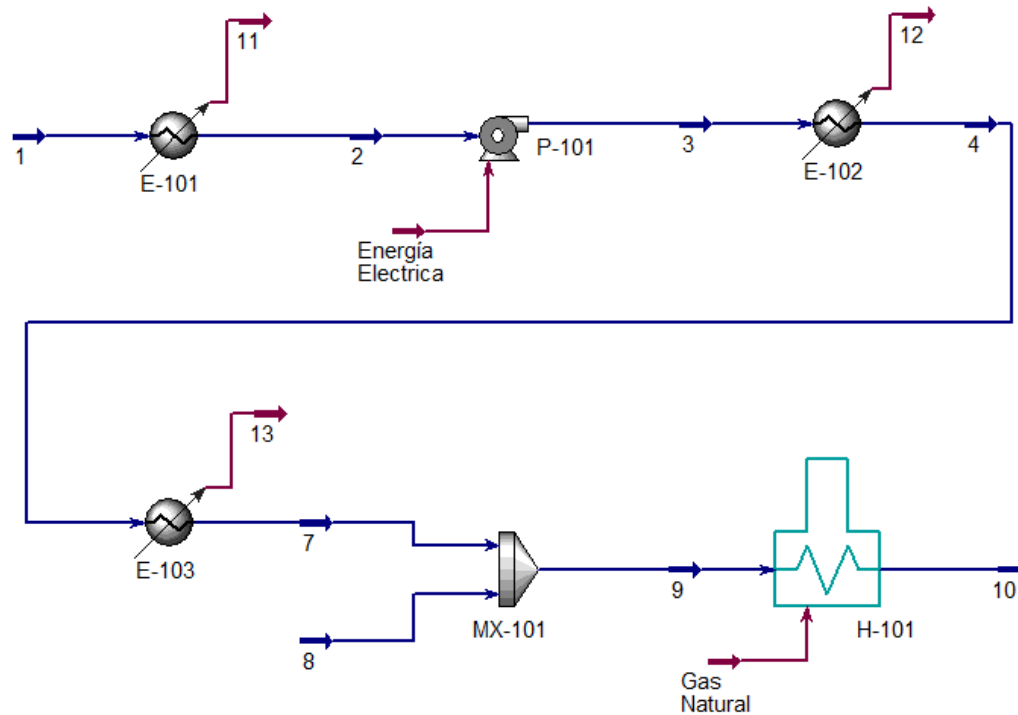 11
12
1
E-101
2
P-101
3
E-102
4
Energía
Electrica
13
E-103
7
8
MX-101
9
H-101
10
Gas
Natural